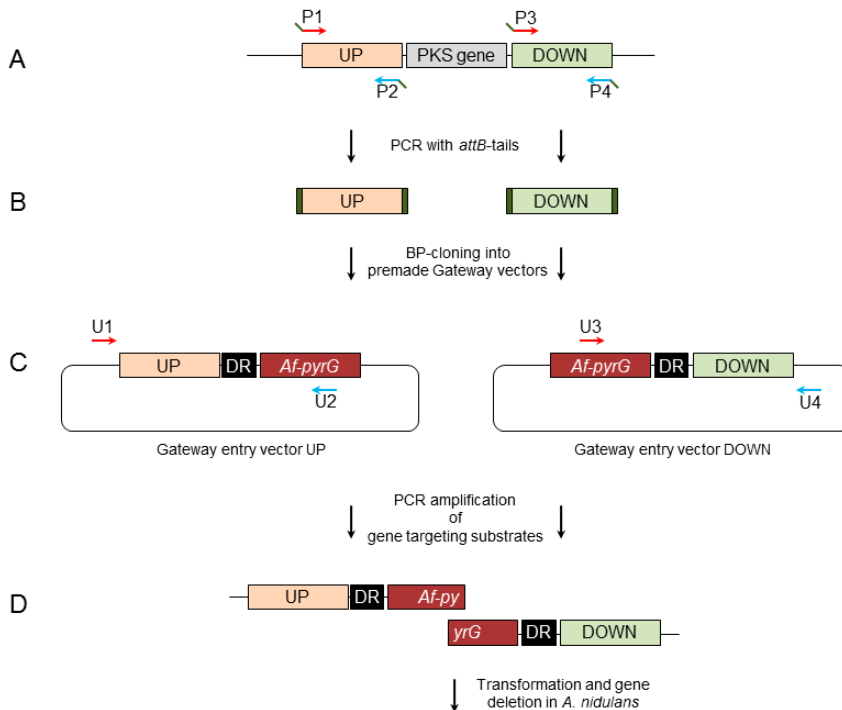 P1
P3
A
UP
PKS gene
DOWN
P2
P4
PCR with attB-tails
B
UP
DOWN
BP-cloning into
premade Gateway vectors
U1
U3
C
UP
DR
Af-pyrG
Af-pyrG
DR
DOWN
U2
U4
Gateway entry vector UP
Gateway entry vector DOWN
PCR amplification
of
gene targeting substrates
D
UP
DR
Af-py
yrG
DR
DOWN
Transformation and gene
deletion in A. nidulans